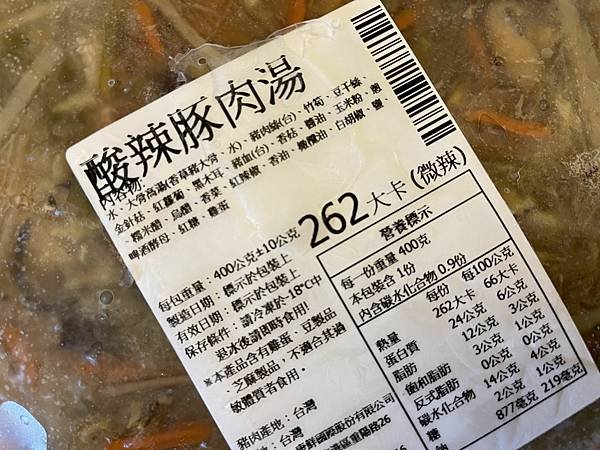 酸辣豚肉湯
內容物：
水、大骨高湯(香草豬大骨、水)、豬肉絲(台)、竹筍、豆干絲、
金針菇、紅蘿蔔、黑木耳、豬血(台)、香菇、醬油、玉米粉、蔥、
糯米醋、烏醋、香菜、紅辣椒、香油、橄欖油、白胡椒、鹽、
啤酒酵母、紅糖、雞蛋
262大卡(微辣)
每包重量：400公克±10公克
製造日期：標示於包裝上
有效日期：標示於包裝上
保存條件：請冷凍於-18℃中
退冰後請即時食用!
※本產品含有雞蛋、豆製品
芝麻製品，不適合其過
敏體質者食用。
豬肉產地：台灣
產地：台灣
營養標示
每一份重量 400克
本包裝含 1份
內含碳水化合物 0.9份
每份 每100公克
熱量 262大卡 66大卡
蛋白質 24公克 6公克
脂肪 12公克 3公克
飽和脂肪 3公克 1公克
反式脂肪 0公克 0公克
碳水化合物 14公克 4公克
糖 2公克 1公克
鈉 877毫克 219毫克